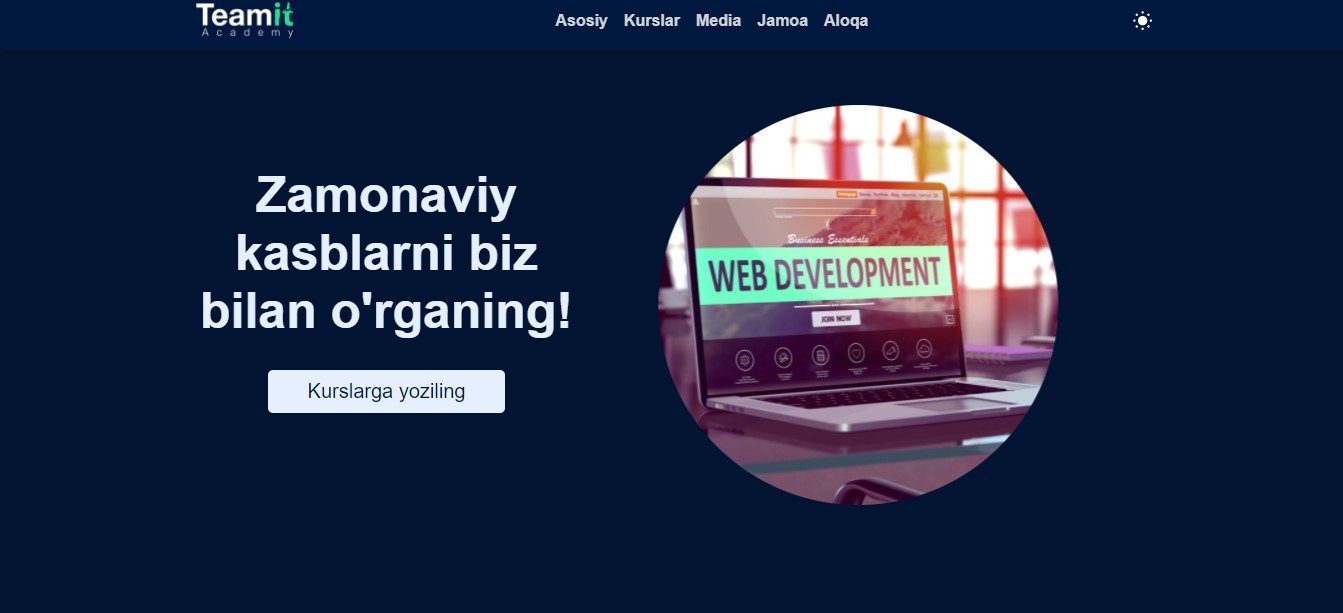 Teamit
Academy
Asosiy Kurslar Media Jamoa Aloqa
Zamonaviy
kasblarni biz
bilan o'rganing!
Kurslarga yoziling
Homepage
Business Essentials
WEB DEVELOPMENT
JOIN NOW